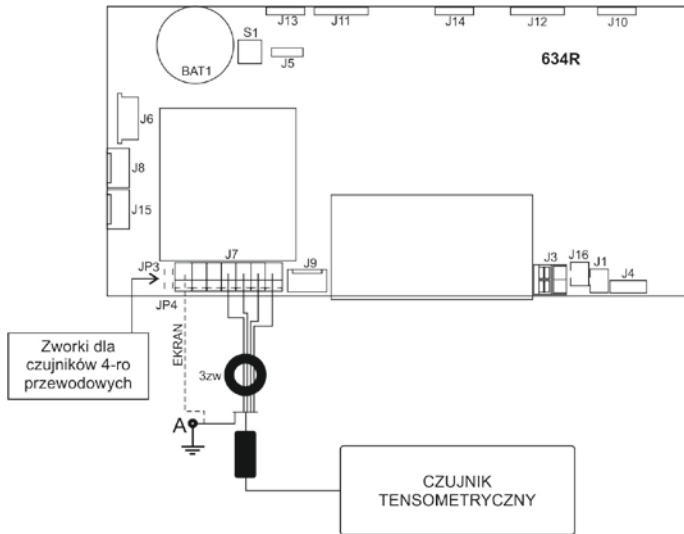 J13
J11
J14
J12
J10
S1
BAT1
J5
634R
J6
J8
J15
J7
J9
J3
J16
J1
J4
JP3
JP4
Zworki dla
czujników 4-ro
przewodowych
EKRAN
3zw
A
CZUJNIK
TENSOMETRYCZNY